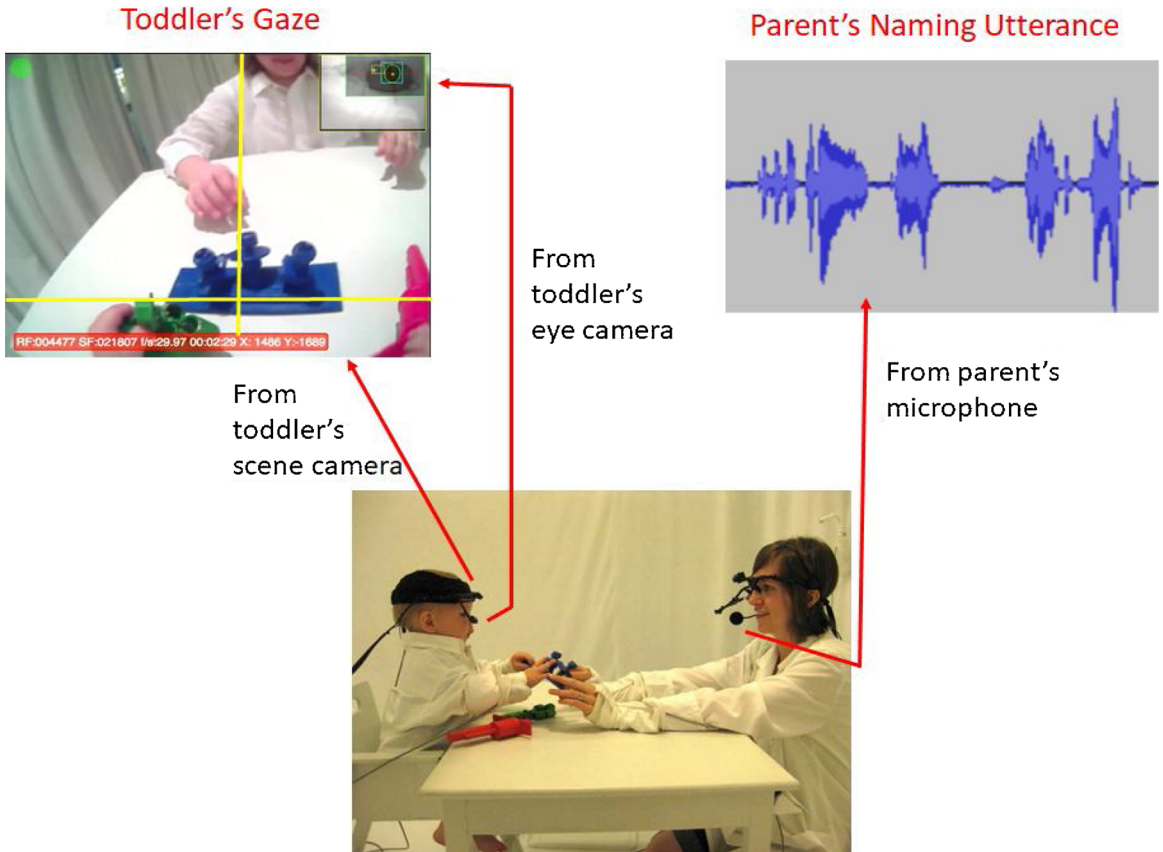 Toddler's Gaze
Parent's Naming Utterance
RF:004477 SF:021807 f/s:29.97 00:02:29 X: 1486 Y:-1689
From
toddler's
eye camera
From parent's
microphone
From
toddler's
scene camera